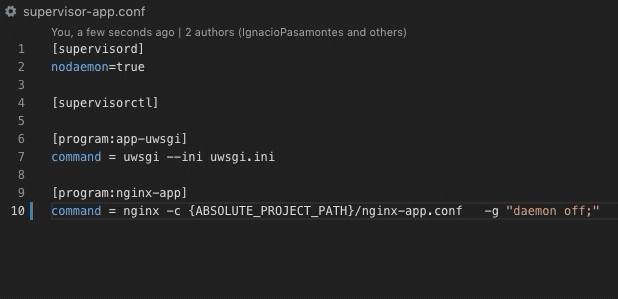 supervisor-app.conf
You, a few seconds ago | 2 authors (IgnacioPasamontes and others)
1 [supervisord]
2 nodaemon=true
3
4 [supervisorctl]
5
6 [program:app-uwsgi]
7 command = uwsgi --ini uwsgi.ini
8
9 [program:nginx-app]
10 command = nginx -c {ABSOLUTE_PROJECT_PATH}/nginx-app.conf   -g "daemon off;"